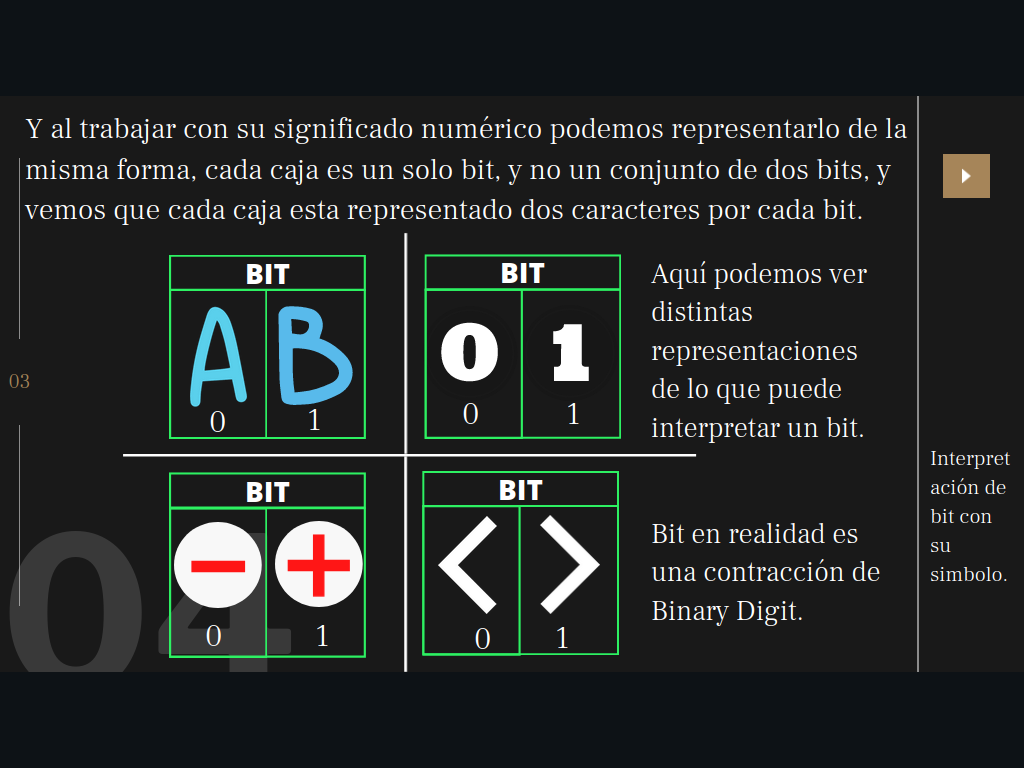 Y al trabajar con su significado numérico podemos representarlo de la
misma forma, cada caja es un solo bit, y no un conjunto de dos bits, y
vemos que cada caja esta representado dos caracteres por cada bit.
BIT
A B
0 1
BIT
0 1
0 1
Aquí podemos ver
distintas
representaciones
de lo que puede
interpretar un bit.
03
BIT
− +
0 1
BIT
< >
0 1
Bit en realidad es
una contracción de
Binary Digit.
04
Interpret
ación de
bit con
su
simbolo.